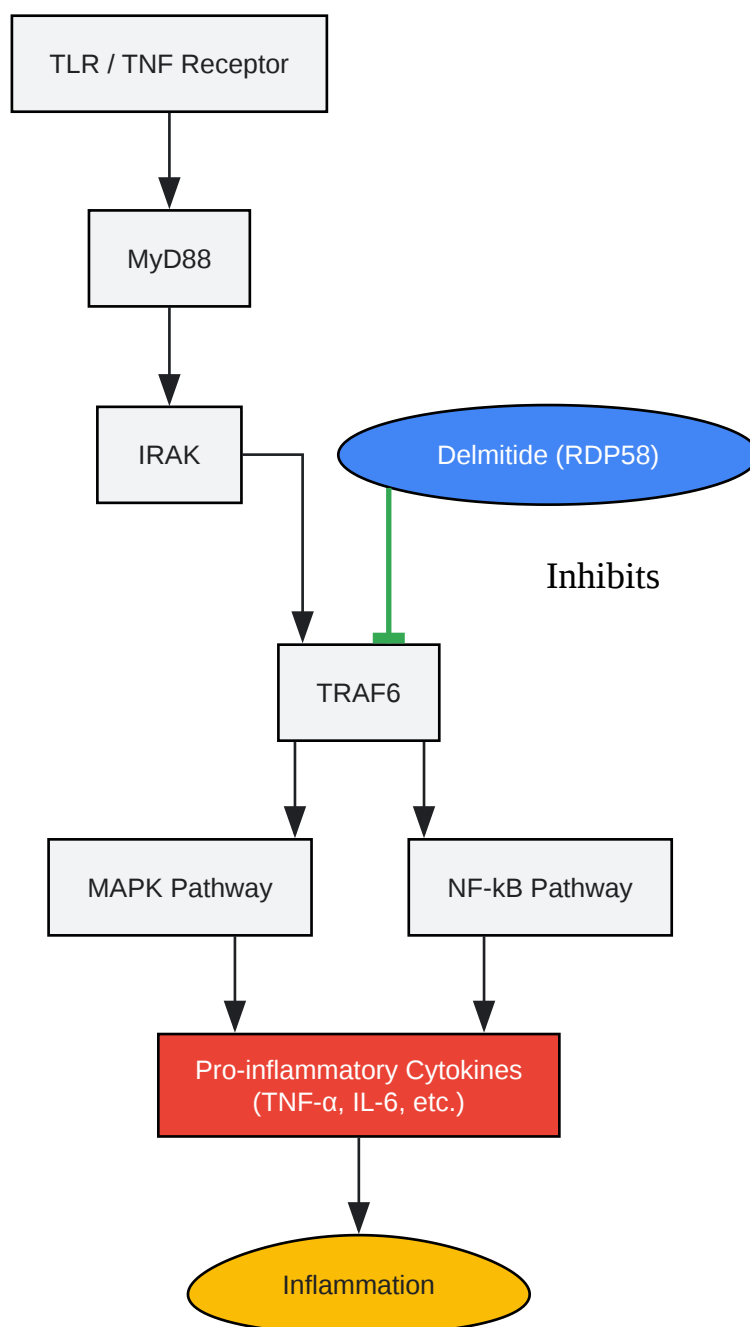 TLR / TNF Receptor
MyD88
IRAK
Delmitide (RDP58)
Inhibits
TRAF6
MAPK Pathway
NF-kB Pathway
Pro-inflammatory Cytokines
(TNF-α, IL-6, etc.)
Inflammation